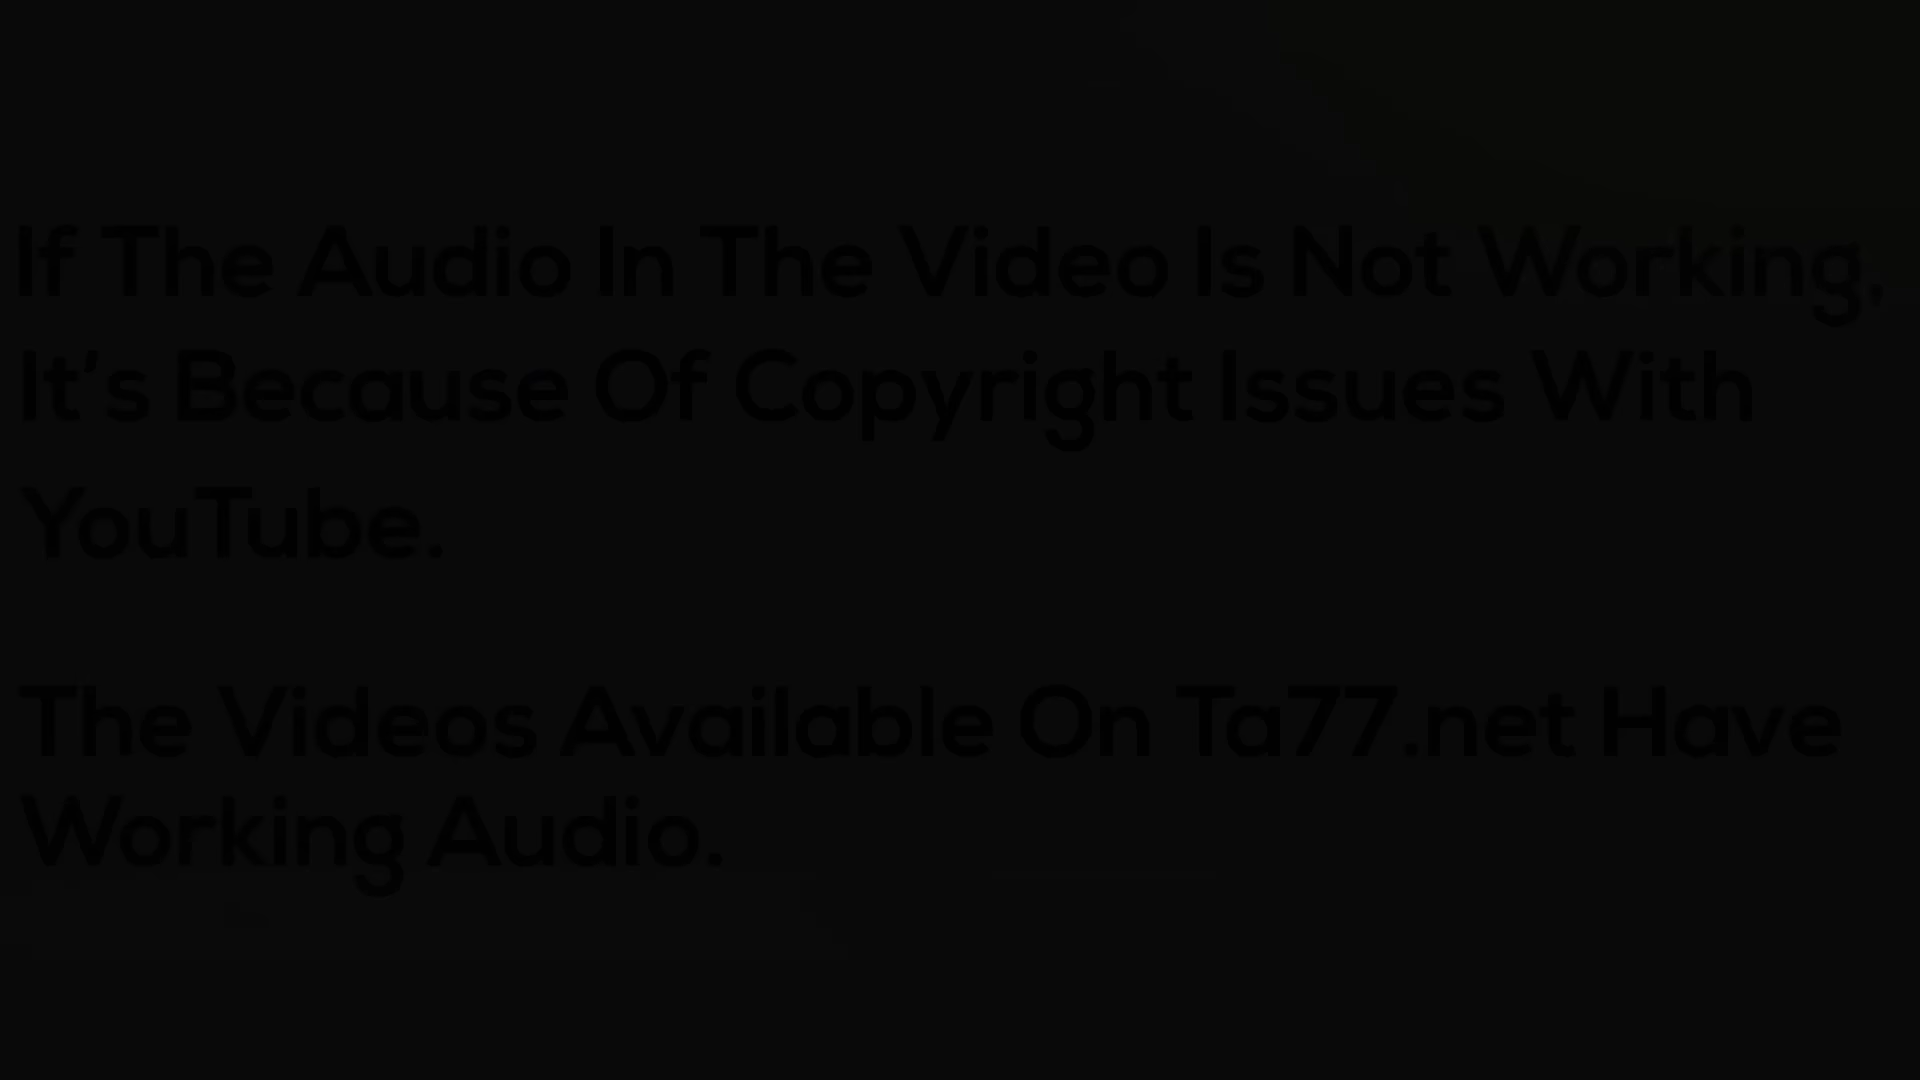 If The Audio In The Video Is Not Working,
It's Because Of Copyright Issues With
YouTube.
The Videos Available On Ta77.net Have
Working Audio.